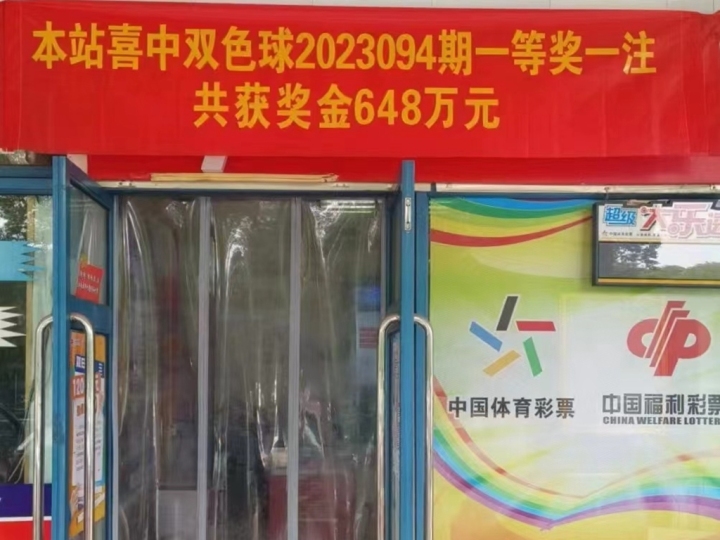 本站喜中双色球2023094期一等奖一注
共获奖金648万元
超级大乐透
中国体育彩票
中国福利彩票
CHINA WELFARE LOTTER